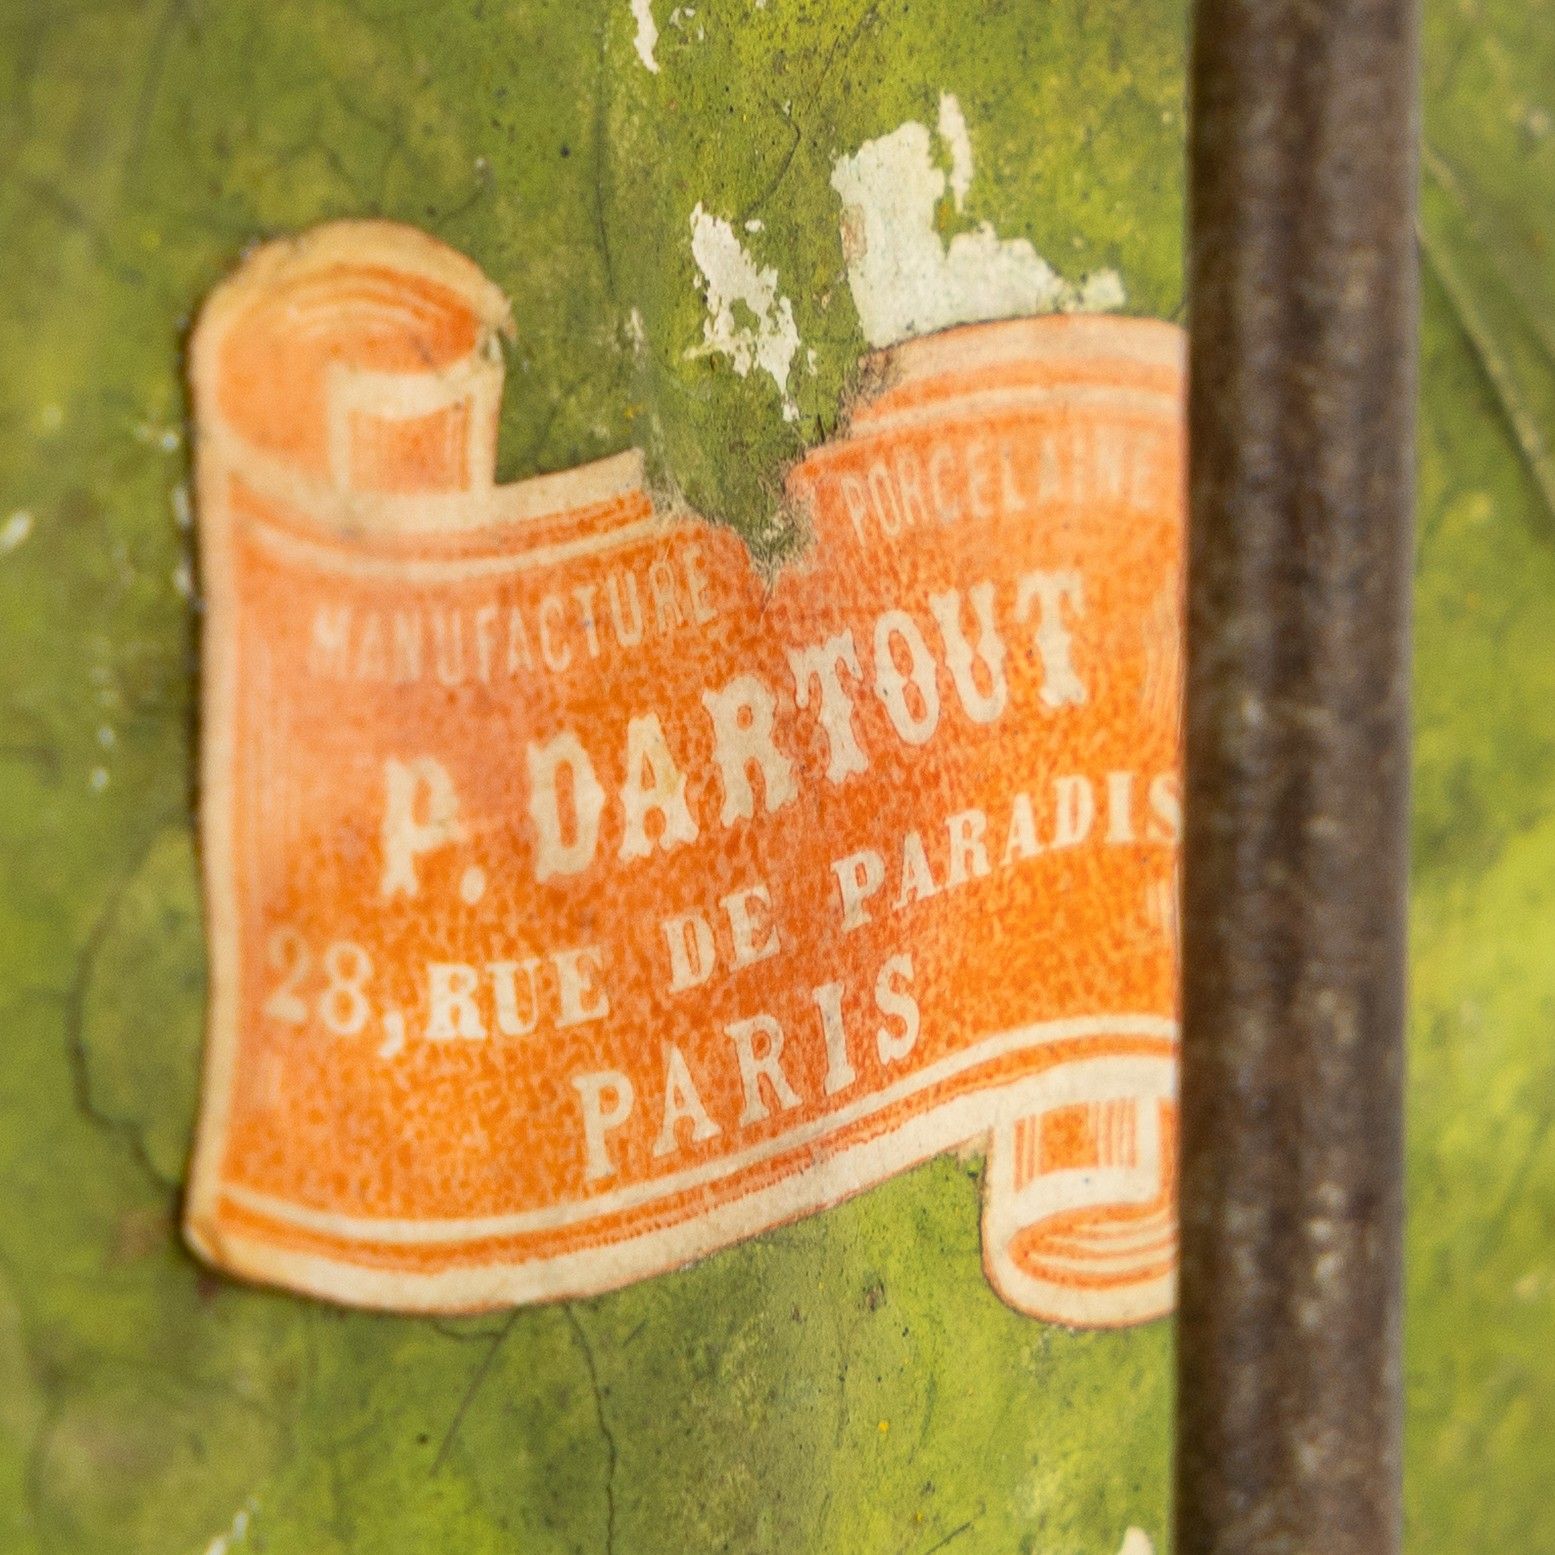 MANUFACTURE PORCELAINE
P. DARTOUT
28, RUE DE PARADIS
PARIS